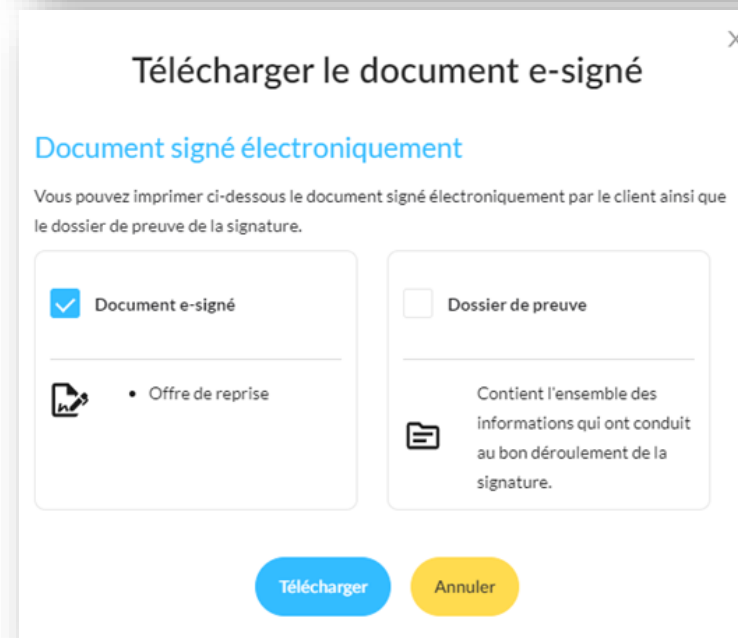 Télécharger le document e-signé
Document signé électroniquement
Vous pouvez imprimer ci-dessous le document signé électroniquement par le client ainsi que
le dossier de preuve de la signature.
Document e-signé
• Offre de reprise
Dossier de preuve
Contient l'ensemble des
informations qui ont conduit
au bon déroulement de la
signature.
Télécharger
Annuler